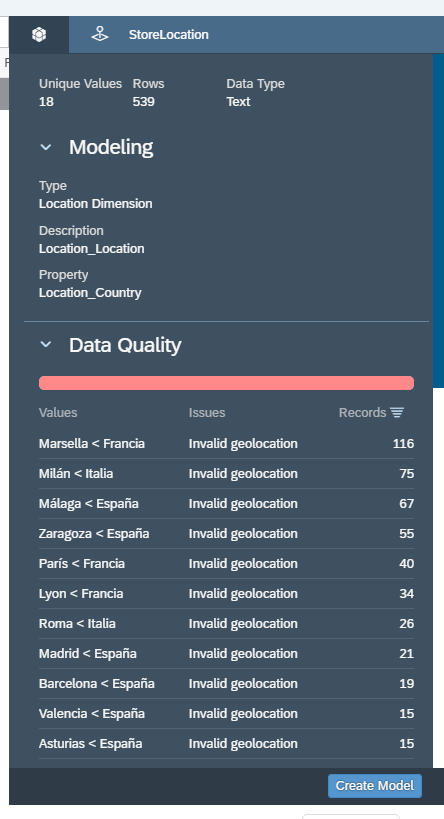 StoreLocation
Unique Values Rows Data Type
18 539 Text
Modeling
Type
Location Dimension
Description
Location_Location
Property
Location_Country
Data Quality
Values Issues Records
Marsella < Francia Invalid geolocation 116
Milán < Italia Invalid geolocation 75
Málaga < España Invalid geolocation 67
Zaragoza < España Invalid geolocation 55
París < Francia Invalid geolocation 40
Lyon < Francia Invalid geolocation 34
Roma < Italia Invalid geolocation 26
Madrid < España Invalid geolocation 21
Barcelona < España Invalid geolocation 19
Valencia < España Invalid geolocation 15
Asturias < España Invalid geolocation 15
Create Model